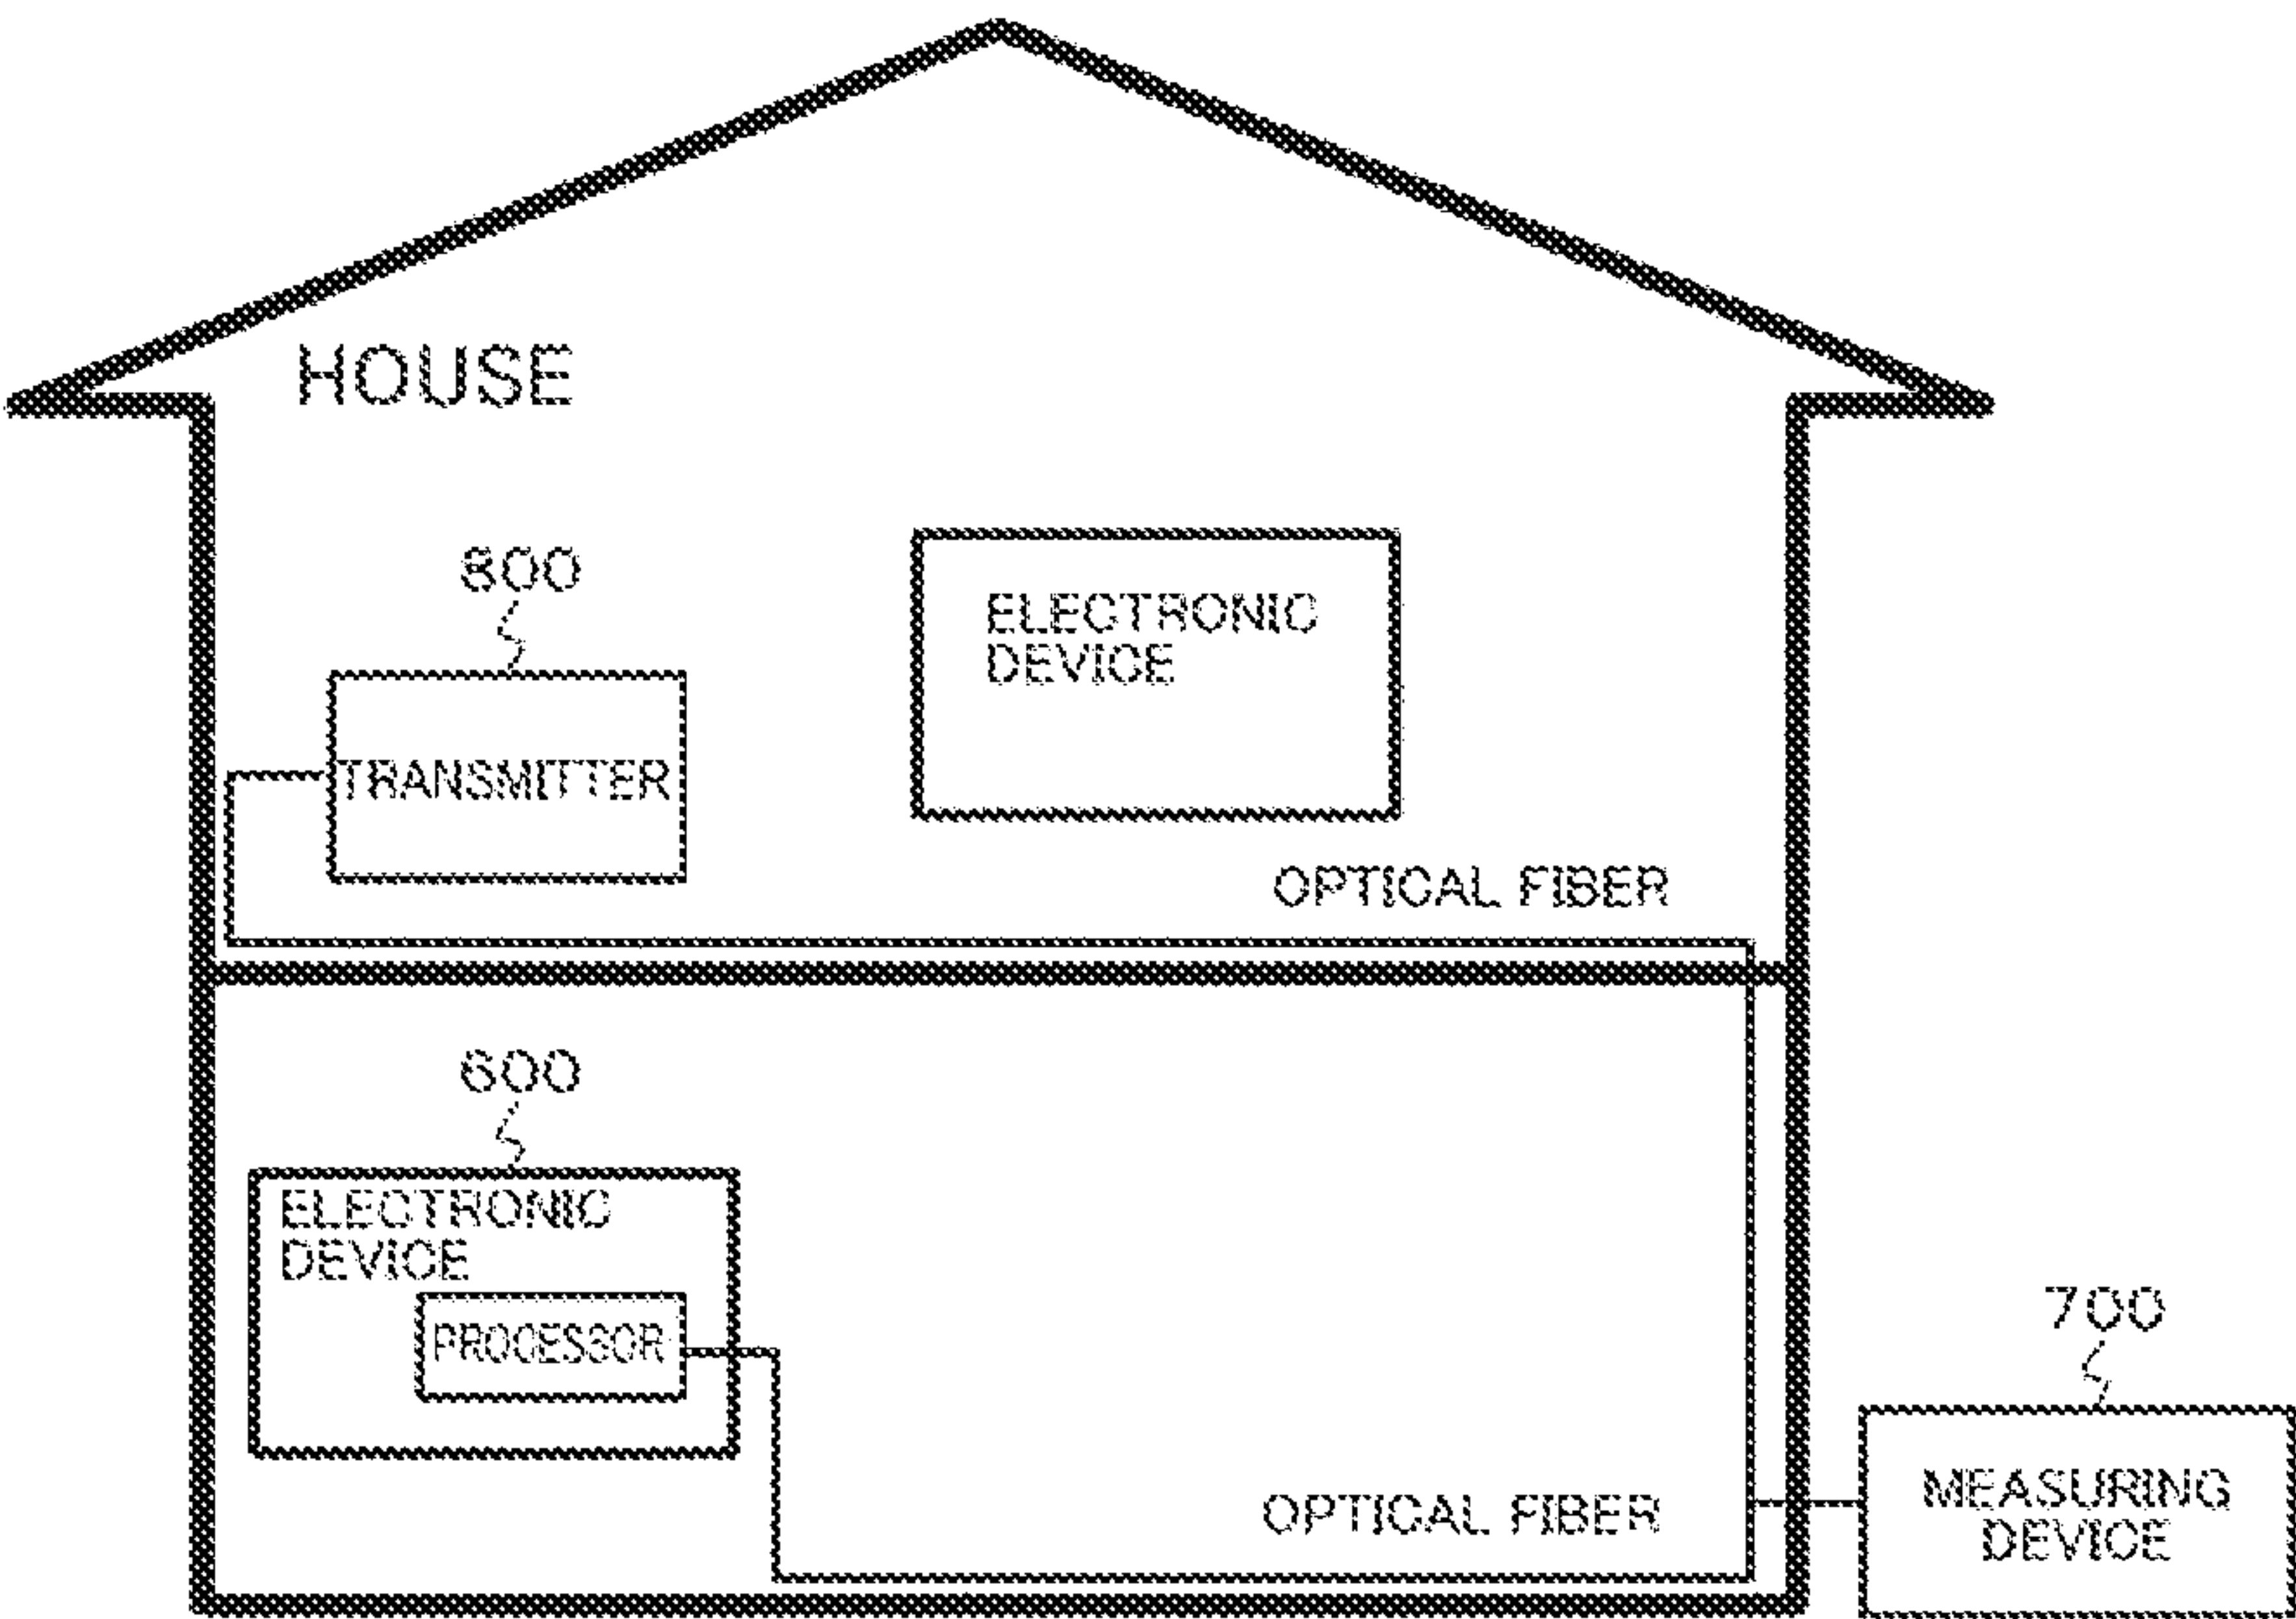 HOUSE
800
ELECTRONIC
DEVICE
TRANSMITTER
OPTICAL FIBER
600
ELECTRONIC
DEVICE
PROCESSOR
700
OPTICAL FIBER
MEASURING
DEVICE